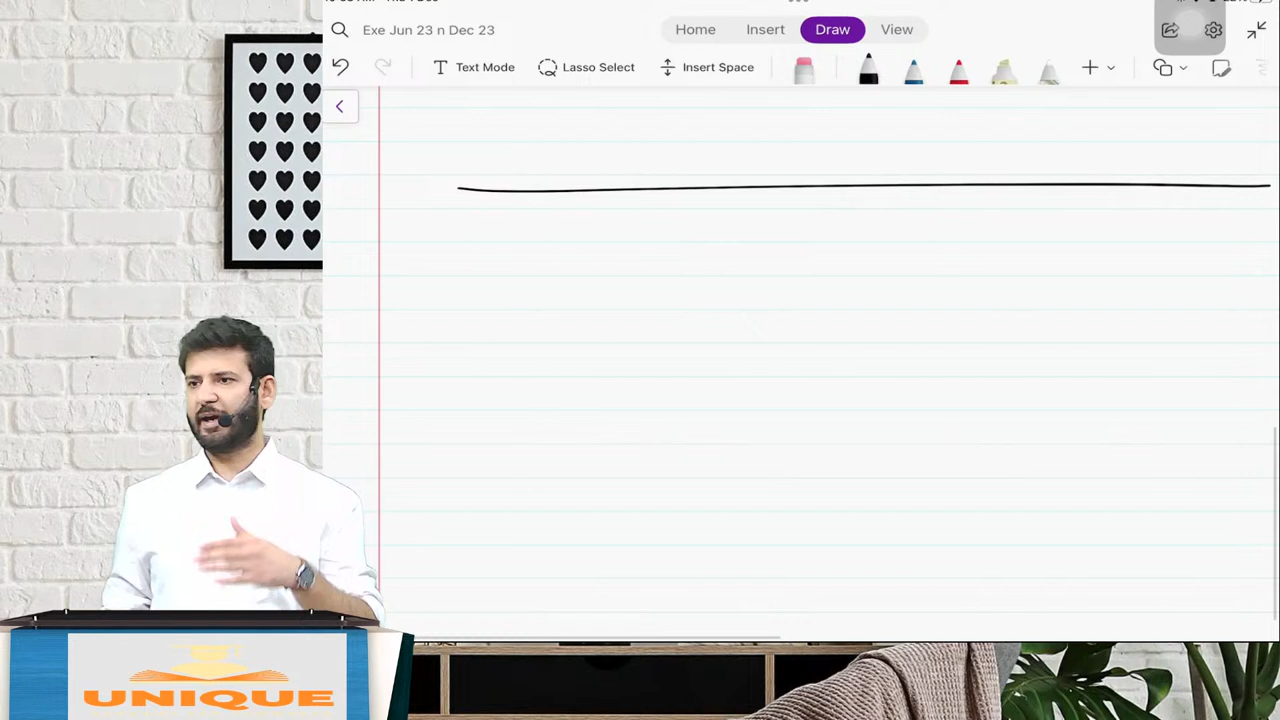 Exe Jun 23 n Dec 23
Home
Insert
Draw
View
Text Mode
Lasso Select
Insert Space
UNIQUE